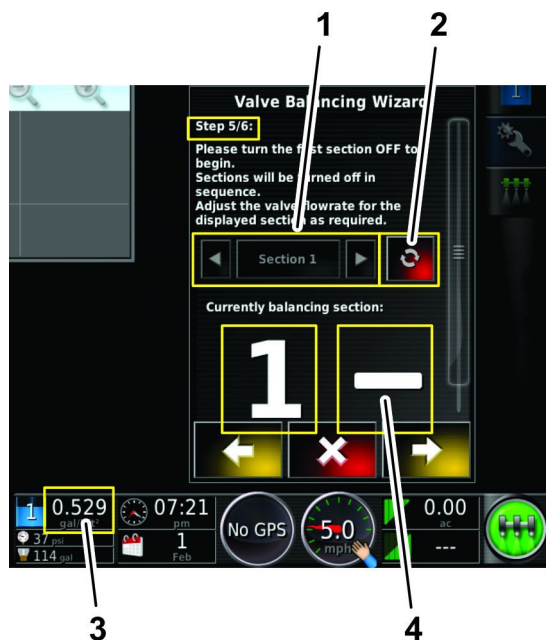 1
2
1
Valve Balancing Wizard
Step 5/6:
Please turn the first section OFF to
begin.
Sections will be turned off in
sequence.
Adjust the valve flowrate for the
displayed section as required.
Section 1
Currently balancing section:
1
1 0.529
37 psi
114 gal
07:21
pm
1
Feb
No GPS
5.0
mph
0.00
ac
---
3
4